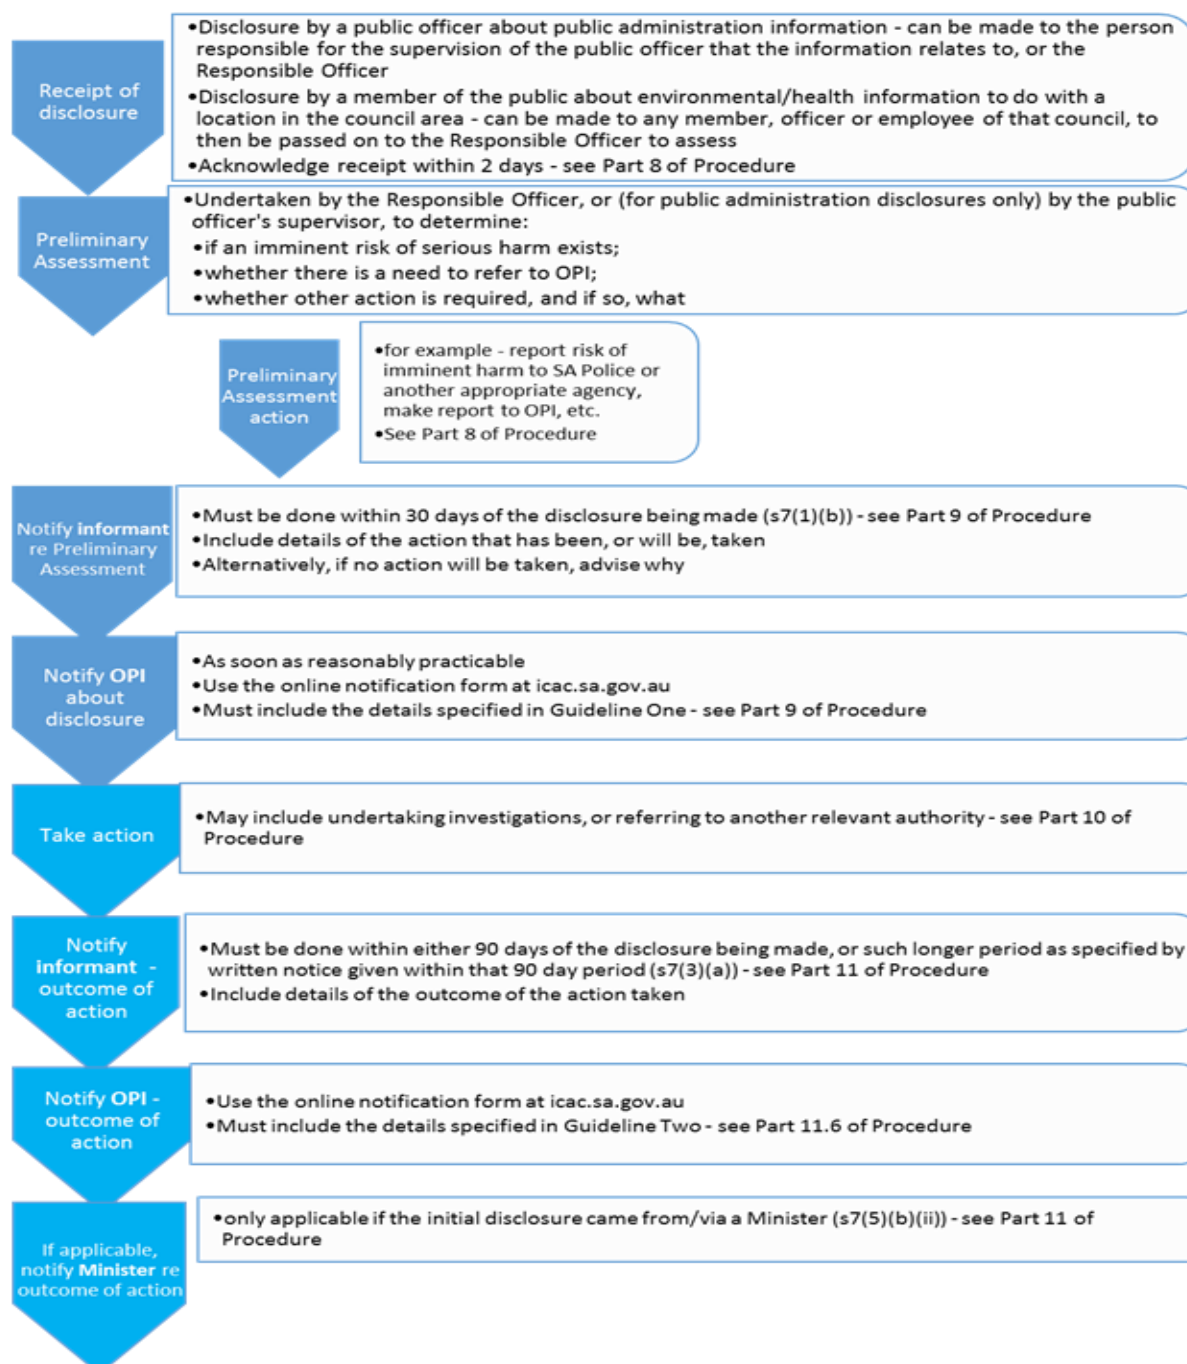 Receipt of
disclosure
•Disclosure by a public officer about public administration information - can be made to the person
responsible for the supervision of the public officer that the information relates to, or the
Responsible Officer
•Disclosure by a member of the public about environmental/health information to do with a
location in the council area - can be made to any member, officer or employee of that council, to
then be passed on to the Responsible Officer to assess
•Acknowledge receipt within 2 days - see Part 8 of Procedure
Preliminary
Assessment
•Undertaken by the Responsible Officer, or (for public administration disclosures only) by the public
officer's supervisor, to determine:
•if an imminent risk of serious harm exists;
•whether there is a need to refer to OPI;
•whether other action is required, and if so, what
Preliminary
Assessment
action
•for example - report risk of
imminent harm to SA Police or
another appropriate agency,
make report to OPI, etc.
•See Part 8 of Procedure
Notify informant
re Preliminary
Assessment
•Must be done within 30 days of the disclosure being made (s7(1)(b)) - see Part 9 of Procedure
•Include details of the action that has been, or will be, taken
•Alternatively, if no action will be taken, advise why
Notify OPI
about
disclosure
•As soon as reasonably practicable
•Use the online notification form at icac.sa.gov.au
•Must include the details specified in Guideline One - see Part 9 of Procedure
Take action
•May include undertaking investigations, or referring to another relevant authority - see Part 10 of
Procedure
Notify
informant -
outcome of
action
•Must be done within either 90 days of the disclosure being made, or such longer period as specified by
written notice given within that 90 day period (s7(3)(a)) - see Part 11 of Procedure
•Include details of the outcome of the action taken
Notify OPI -
outcome of
action
•Use the online notification form at icac.sa.gov.au
•Must include the details specified in Guideline Two - see Part 11.6 of Procedure
If applicable,
notify Minister re
outcome of action
•only applicable if the initial disclosure came from/via a Minister (s7(5)(b)(ii)) - see Part 11 of
Procedure